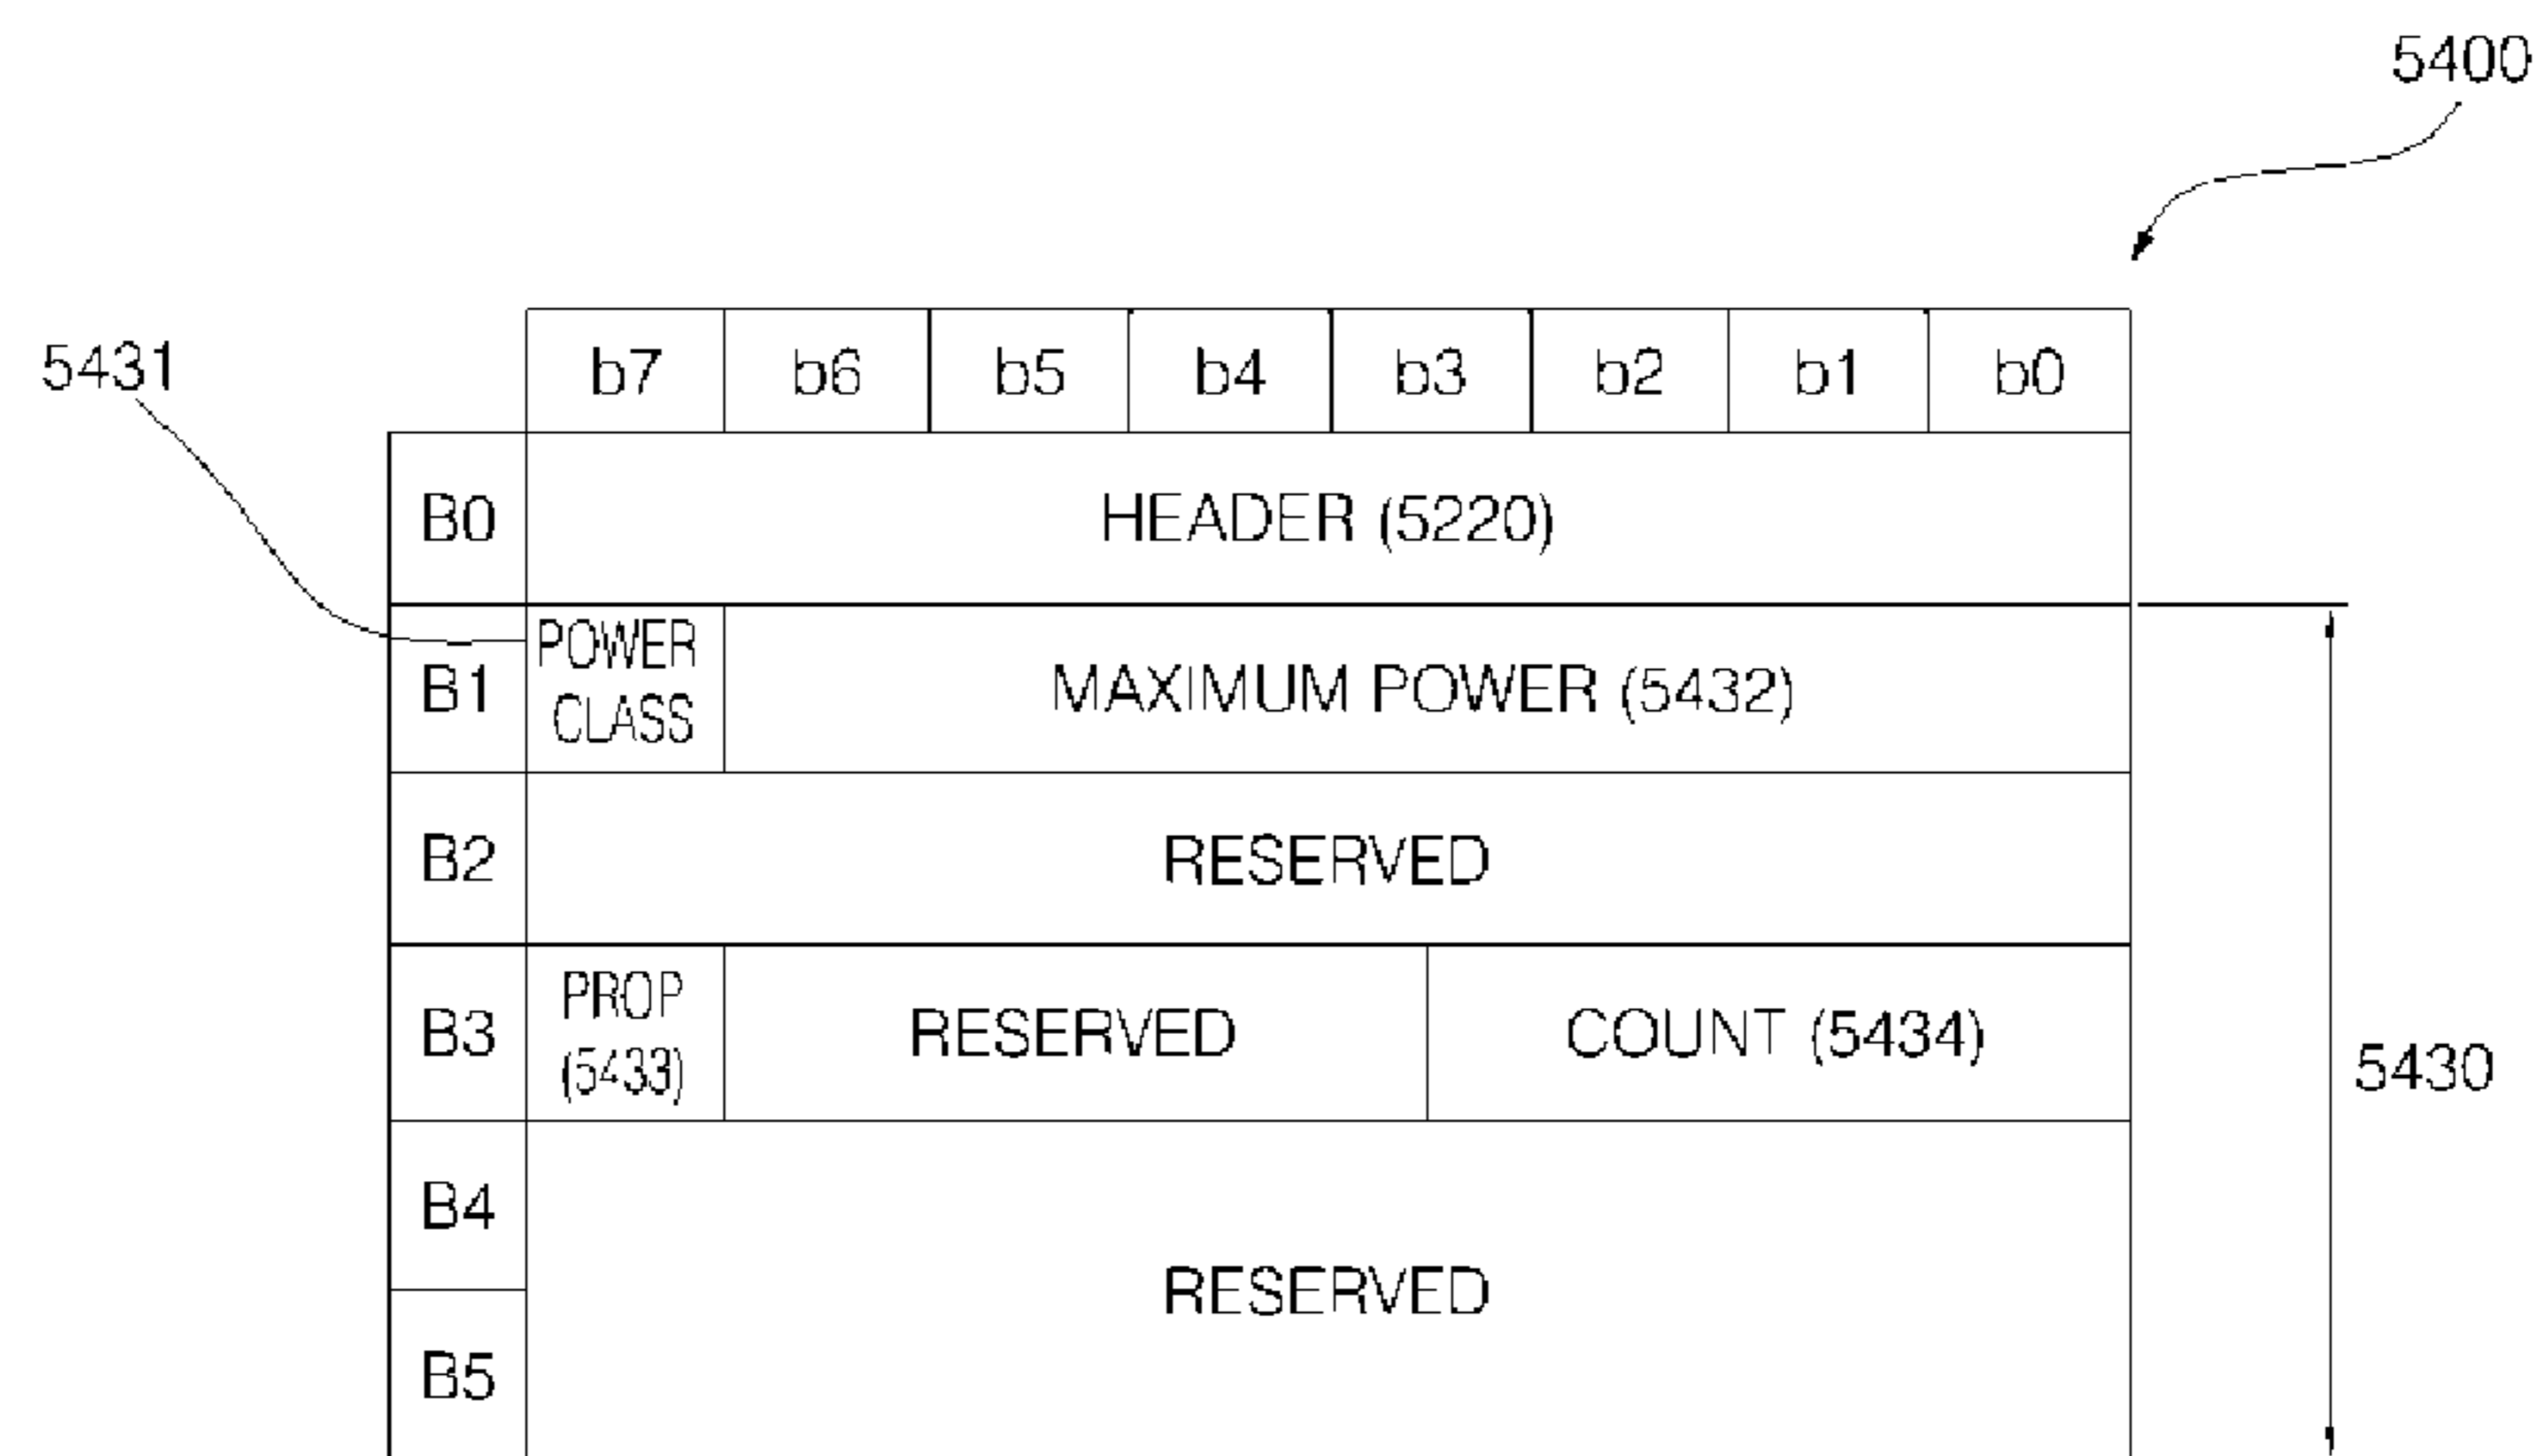 5400
5431
b7 b6 b5 b4 b3 b2 b1 b0
B0 HEADER (5220)
B1 POWER CLASS MAXIMUM POWER (5432)
B2 RESERVED
B3 PROP (5433) RESERVED COUNT (5434)
5430
B4
RESERVED
B5